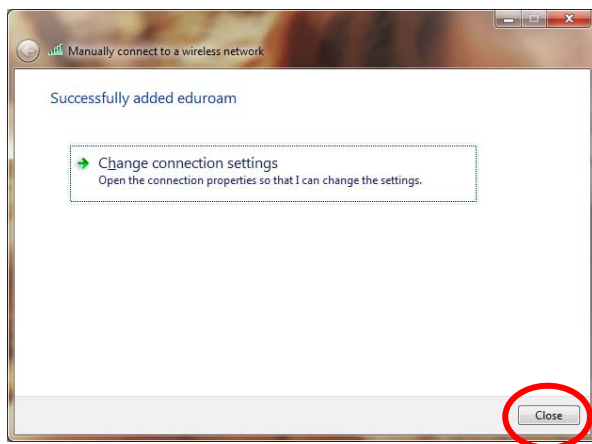 Manually connect to a wireless network
Successfully added eduroam
Change connection settings
Open the connection properties so that I can change the settings.
Close